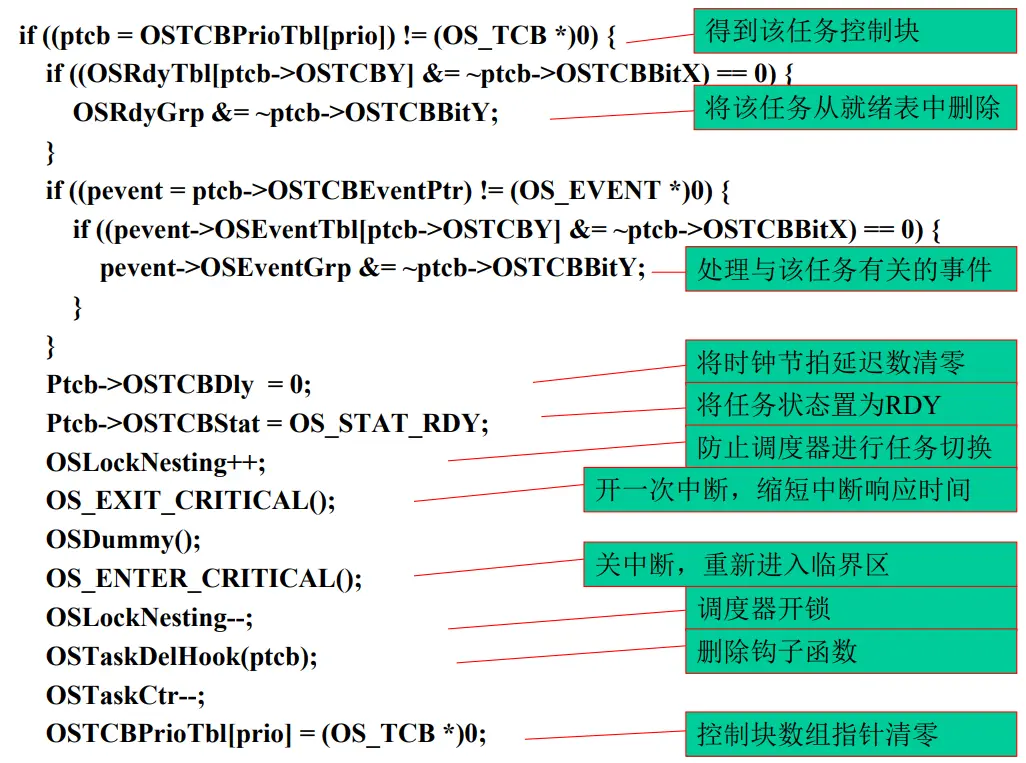 if ((ptcb = OSTCBPrioTbl[prio]) != (OS_TCB *)0) {
得到该任务控制块
if ((OSRdyTbl[ptcb->OSTCBY] &= ~ptcb->OSTCBBitX) == 0) {
OSRdyGrp &= ~ptcb->OSTCBBitY;
将该任务从就绪表中删除
}
if ((pevent = ptcb->OSTCBEventPtr) != (OS_EVENT *)0) {
if ((pevent->OSEventTbl[ptcb->OSTCBY] &= ~ptcb->OSTCBBitX) == 0) {
pevent->OSEventGrp &= ~ptcb->OSTCBBitY;
处理与该任务有关的事件
}
}
Ptcb->OSTCBDly = 0;
将时钟节拍延迟数清零
Ptcb->OSTCBStat = OS_STAT_RDY;
将任务状态置为RDY
OSLockNesting++;
防止调度器进行任务切换
OS_EXIT_CRITICAL();
开一次中断，缩短中断响应时间
OSDummy();
OS_ENTER_CRITICAL();
关中断，重新进入临界区
OSLockNesting--;
调度器开锁
OSTaskDelHook(ptcb);
删除钩子函数
OSTaskCtr--;
OSTCBPrioTbl[prio] = (OS_TCB *)0;
控制块数组指针清零